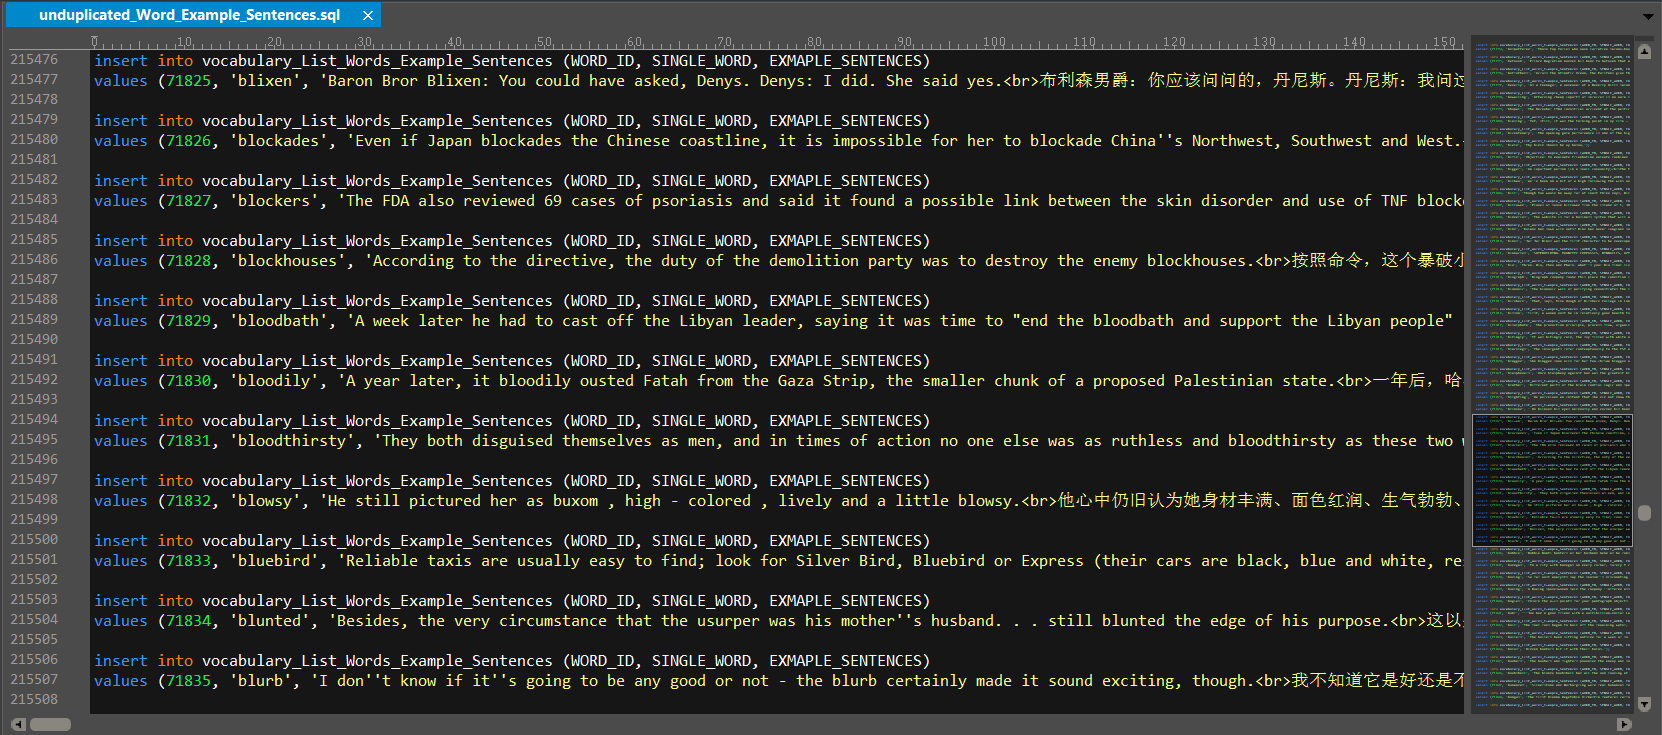 unduplicated_Word_Example_Sentences.sql ×
0 10 20 30 40 50 60 70 80 90 100 110 120 130 140 150
215476 insert into vocabulary_List_Words_Example_Sentences (WORD_ID, SINGLE_WORD, EXMAPLE_SENTENCES)
215477 values (71825, 'blixen', 'Baron Bror Blixen: You could have asked, Denys. Denys: I did. She said yes.<br>布利森男爵：你应该问问的，丹尼斯。丹尼斯：我问过
215478
215479 insert into vocabulary_List_Words_Example_Sentences (WORD_ID, SINGLE_WORD, EXMAPLE_SENTENCES)
215480 values (71826, 'blockades', 'Even if Japan blockades the Chinese coastline, it is impossible for her to blockade China''s Northwest, Southwest and West.
215481
215482 insert into vocabulary_List_Words_Example_Sentences (WORD_ID, SINGLE_WORD, EXMAPLE_SENTENCES)
215483 values (71827, 'blockers', 'The FDA also reviewed 69 cases of psoriasis and said it found a possible link between the skin disorder and use of TNF blocke
215484
215485 insert into vocabulary_List_Words_Example_Sentences (WORD_ID, SINGLE_WORD, EXMAPLE_SENTENCES)
215486 values (71828, 'blockhouses', 'According to the directive, the duty of the demolition party was to destroy the enemy blockhouses.<br>按照命令，这个暴破小
215487
215488 insert into vocabulary_List_Words_Example_Sentences (WORD_ID, SINGLE_WORD, EXMAPLE_SENTENCES)
215489 values (71829, 'bloodbath', 'A week later he had to cast off the Libyan leader, saying it was time to "end the bloodbath and support the Libyan people"
215490
215491 insert into vocabulary_List_Words_Example_Sentences (WORD_ID, SINGLE_WORD, EXMAPLE_SENTENCES)
215492 values (71830, 'bloodily', 'A year later, it bloodily ousted Fatah from the Gaza Strip, the smaller chunk of a proposed Palestinian state.<br>一年后，哈
215493
215494 insert into vocabulary_List_Words_Example_Sentences (WORD_ID, SINGLE_WORD, EXMAPLE_SENTENCES)
215495 values (71831, 'bloodthirsty', 'They both disguised themselves as men, and in times of action no one else was as ruthless and bloodthirsty as these two w
215496
215497 insert into vocabulary_List_Words_Example_Sentences (WORD_ID, SINGLE_WORD, EXMAPLE_SENTENCES)
215498 values (71832, 'blowsy', 'He still pictured her as buxom , high - colored , lively and a little blowsy.<br>他心中仍旧认为她身材丰满、面色红润、生气勃勃、
215499
215500 insert into vocabulary_List_Words_Example_Sentences (WORD_ID, SINGLE_WORD, EXMAPLE_SENTENCES)
215501 values (71833, 'bluebird', 'Reliable taxis are usually easy to find; look for Silver Bird, Bluebird or Express (their cars are black, blue and white, res
215502
215503 insert into vocabulary_List_Words_Example_Sentences (WORD_ID, SINGLE_WORD, EXMAPLE_SENTENCES)
215504 values (71834, 'blunted', 'Besides, the very circumstance that the usurper was his mother''s husband. . . still blunted the edge of his purpose.<br>这以
215505
215506 insert into vocabulary_List_Words_Example_Sentences (WORD_ID, SINGLE_WORD, EXMAPLE_SENTENCES)
215507 values (71835, 'blurb', 'I don''t know if it''s going to be any good or not - the blurb certainly made it sound exciting, though.<br>我不知道它是好还是不
215508